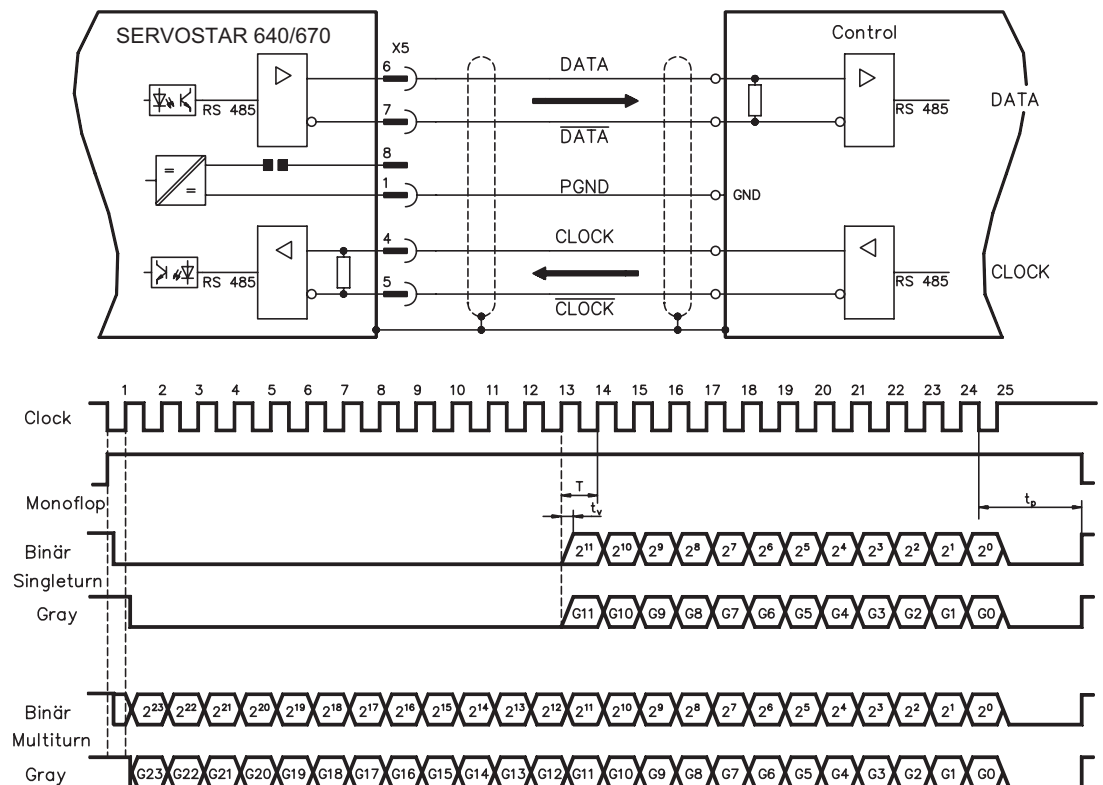 SERVOSTAR 640/670
X5
Control
6 DATA
RS 485 RS 485 DATA
7 DATA
8
1 PGND GND
4 CLOCK
RS 485 RS 485 CLOCK
5 CLOCK
= =
1 2 3 4 5 6 7 8 9 10 11 12 13 14 15 16 17 18 19 20 21 22 23 24 25
Clock
Monoflop T tv tp
Binär 2¹¹ 2¹⁰ 2⁹ 2⁸ 2⁷ 2⁶ 2⁵ 2⁴ 2³ 2² 2¹ 2⁰
Singleturn
Gray G11 G10 G9 G8 G7 G6 G5 G4 G3 G2 G1 G0
Binär 2²³ 2²² 2²¹ 2²⁰ 2¹⁹ 2¹⁸ 2¹⁷ 2¹⁶ 2¹⁵ 2¹⁴ 2¹³ 2¹² 2¹¹ 2¹⁰ 2⁹ 2⁸ 2⁷ 2⁶ 2⁵ 2⁴ 2³ 2² 2¹ 2⁰
Multiturn
Gray G23 G22 G21 G20 G19 G18 G17 G16 G15 G14 G13 G12 G11 G10 G9 G8 G7 G6 G5 G4 G3 G2 G1 G0